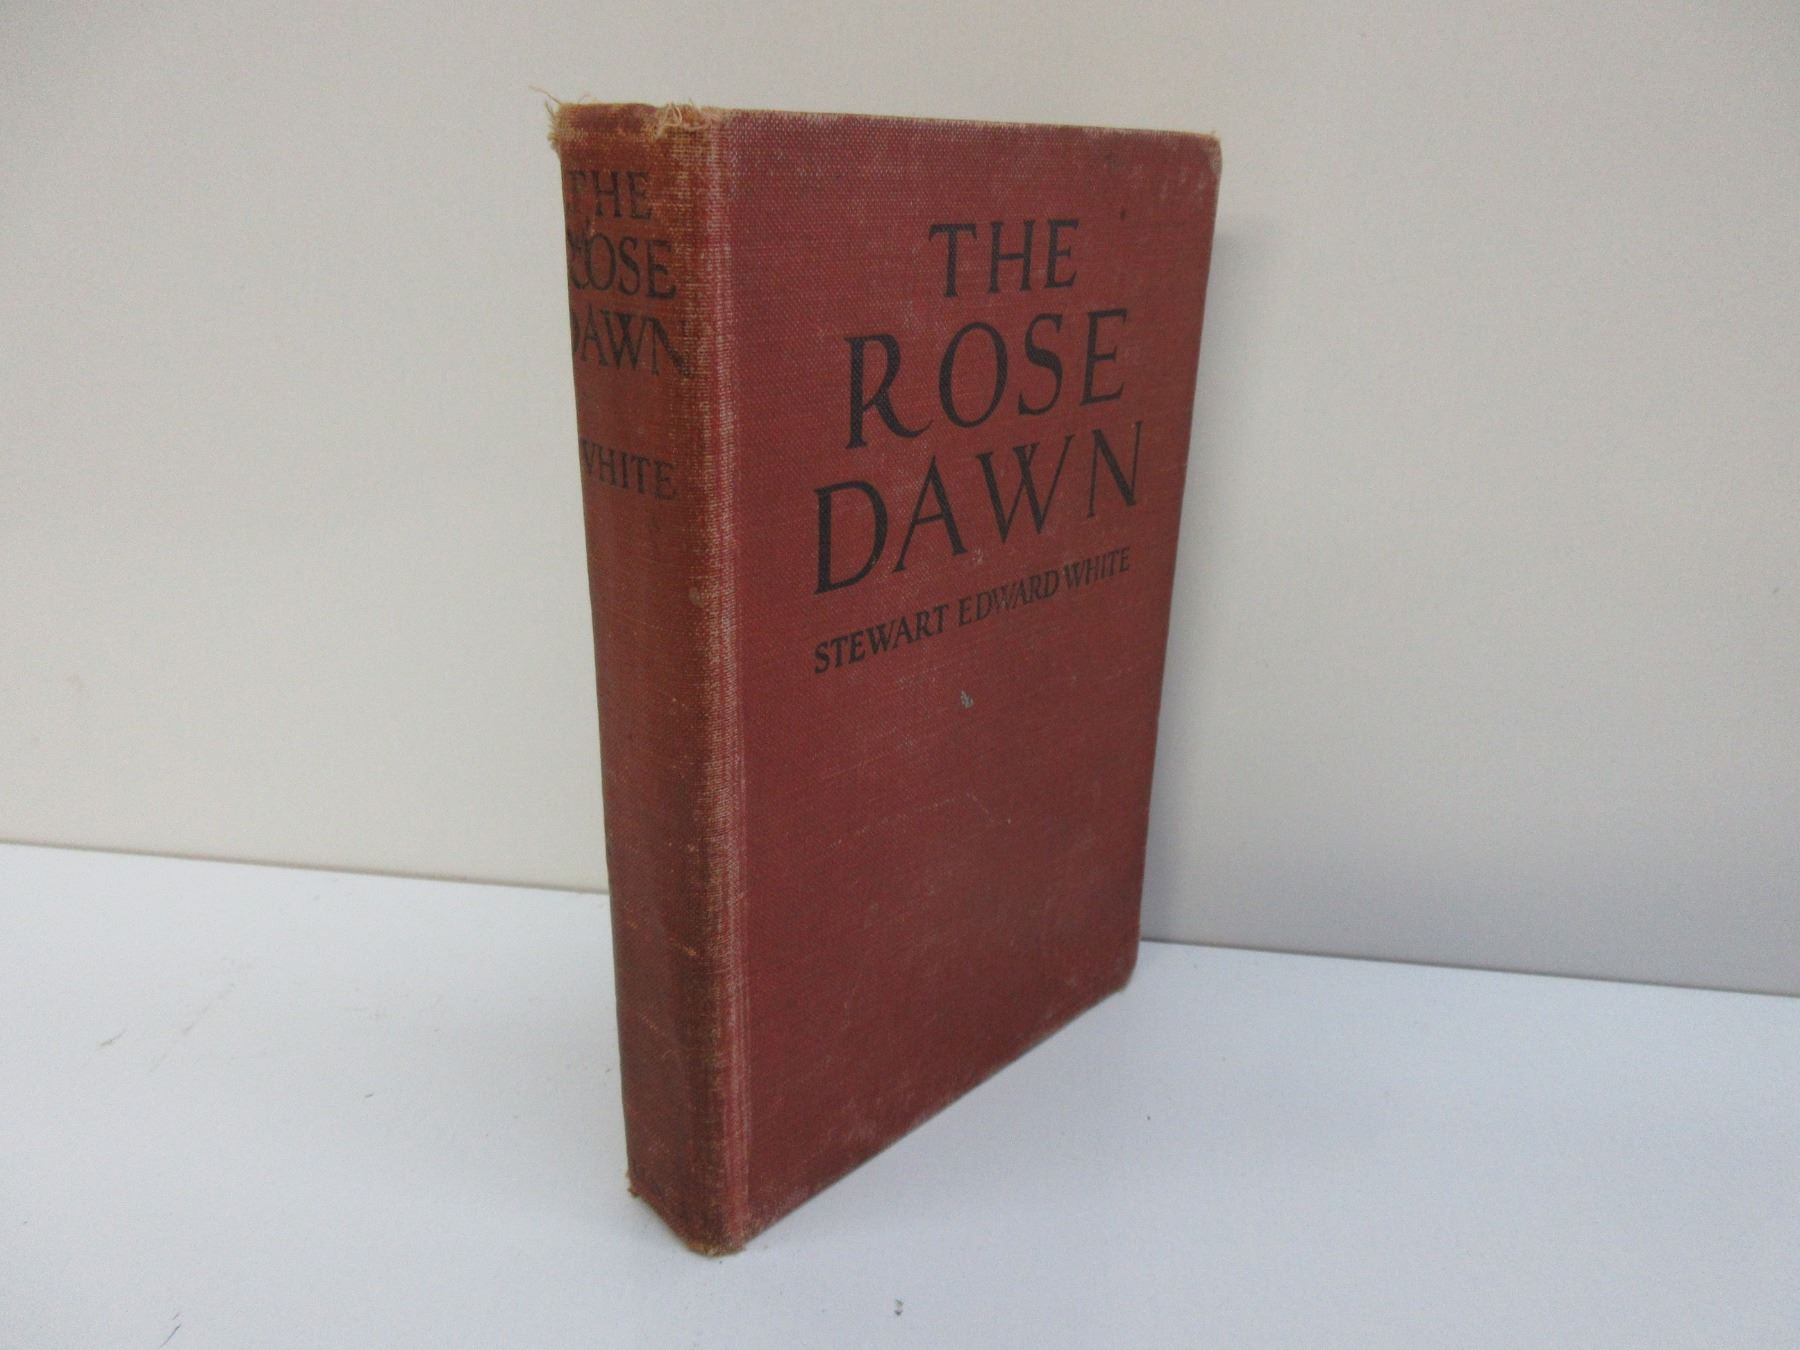 THE
ROSE
DAWN
WHITE
THE
ROSE
DAWN
STEWART EDWARD WHITE